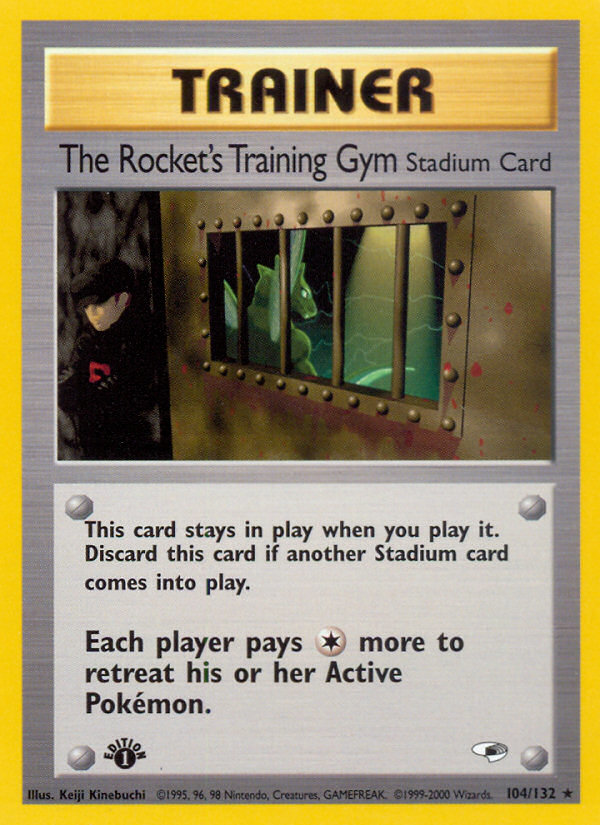 TRAINER
The Rocket's Training Gym Stadium Card
This card stays in play when you play it.
Discard this card if another Stadium card
comes into play.
Each player pays more to
retreat his or her Active
Pokémon.
EDITION
1
Illus. Keiji Kinebuchi ©1995, 96, 98 Nintendo, Creatures, GAMEFREAK. ©1999-2000 Wizards. 104/132 ★